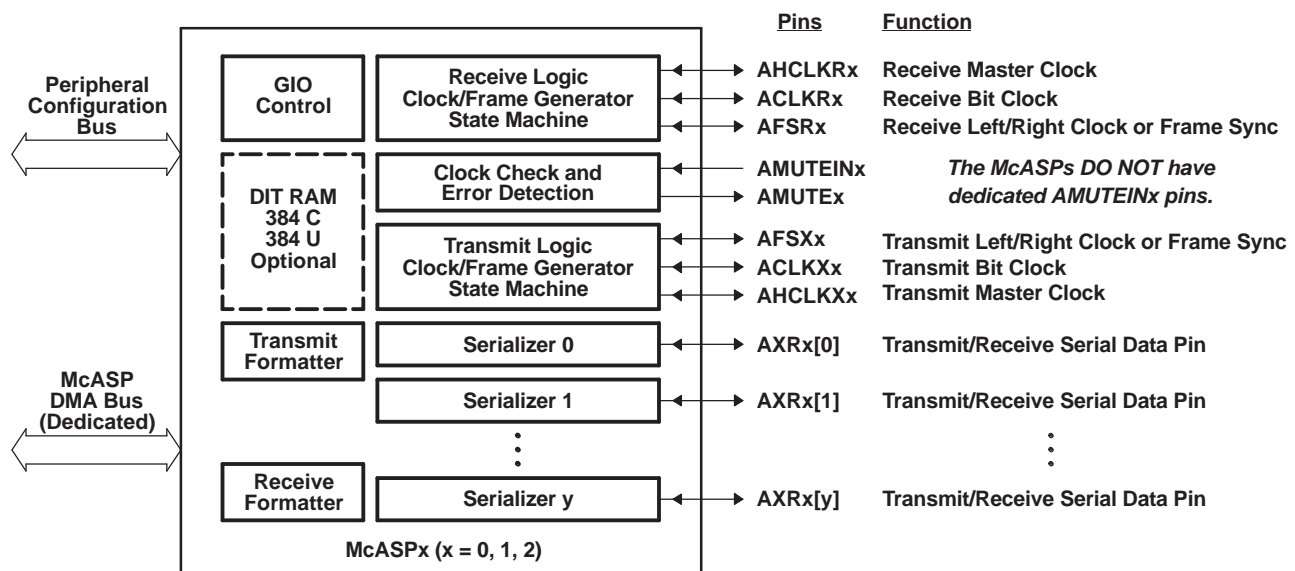 Pins Function
Peripheral
Configuration
Bus
GIO
Control
Receive Logic
Clock/Frame Generator
State Machine
AHCLKRx Receive Master Clock
ACLKRx Receive Bit Clock
AFSRx Receive Left/Right Clock or Frame Sync
DIT RAM
384 C
384 U
Optional
Clock Check and
Error Detection
AMUTEINx
AMUTEx
The McASPs DO NOT have
dedicated AMUTEINx pins.
Transmit Logic
Clock/Frame Generator
State Machine
AFSXx Transmit Left/Right Clock or Frame Sync
ACLKXx Transmit Bit Clock
AHCLKXx Transmit Master Clock
Transmit
Formatter
Serializer 0
AXRx[0] Transmit/Receive Serial Data Pin
McASP
DMA Bus
(Dedicated)
Serializer 1
AXRx[1] Transmit/Receive Serial Data Pin
Receive
Formatter
Serializer y
AXRx[y] Transmit/Receive Serial Data Pin
McASPx (x = 0, 1, 2)